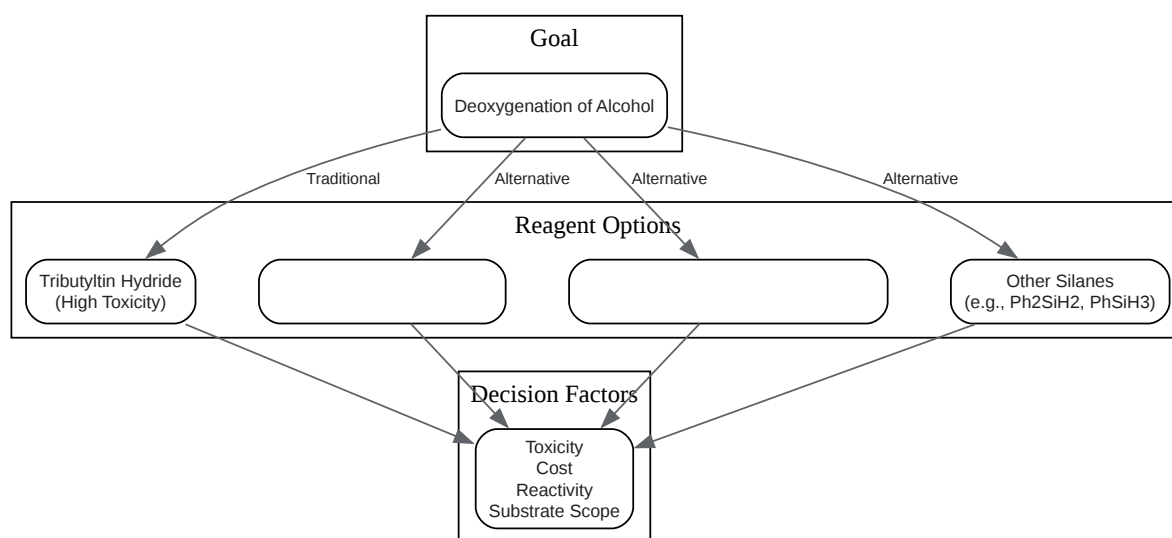 Goal
Deoxygenation of Alcohol
Traditional
Alternative
Alternative
Alternative
Reagent Options
Tributyltin Hydride
(High Toxicity)
Other Silanes
(e.g., Ph2SiH2, PhSiH3)
Decision Factors
Toxicity
Cost
Reactivity
Substrate Scope